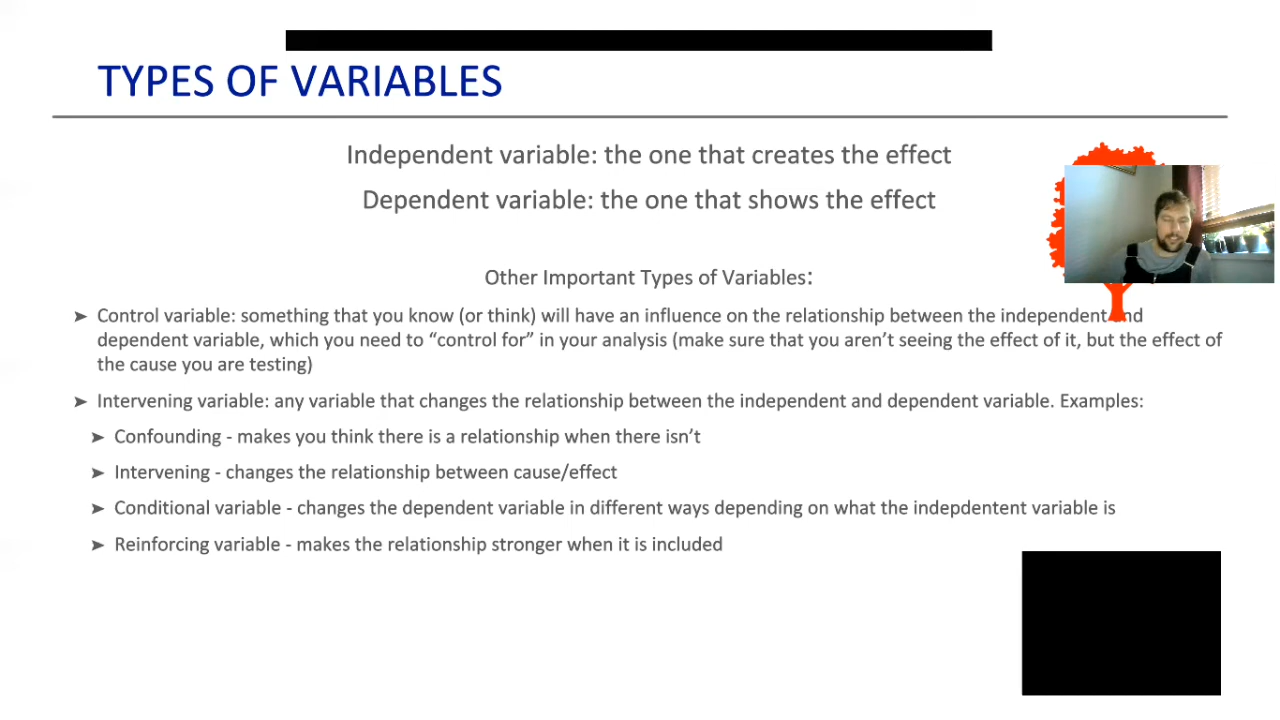 TYPES OF VARIABLES
Independent variable: the one that creates the effect
Dependent variable: the one that shows the effect
Other Important Types of Variables:
➤ Control variable: something that you know (or think) will have an influence on the relationship between the independent and
dependent variable, which you need to “control for” in your analysis (make sure that you aren’t seeing the effect of it, but the effect of
the cause you are testing)
➤ Intervening variable: any variable that changes the relationship between the independent and dependent variable. Examples:
➤ Confounding - makes you think there is a relationship when there isn’t
➤ Intervening - changes the relationship between cause/effect
➤ Conditional variable - changes the dependent variable in different ways depending on what the indepdentent variable is
➤ Reinforcing variable - makes the relationship stronger when it is included